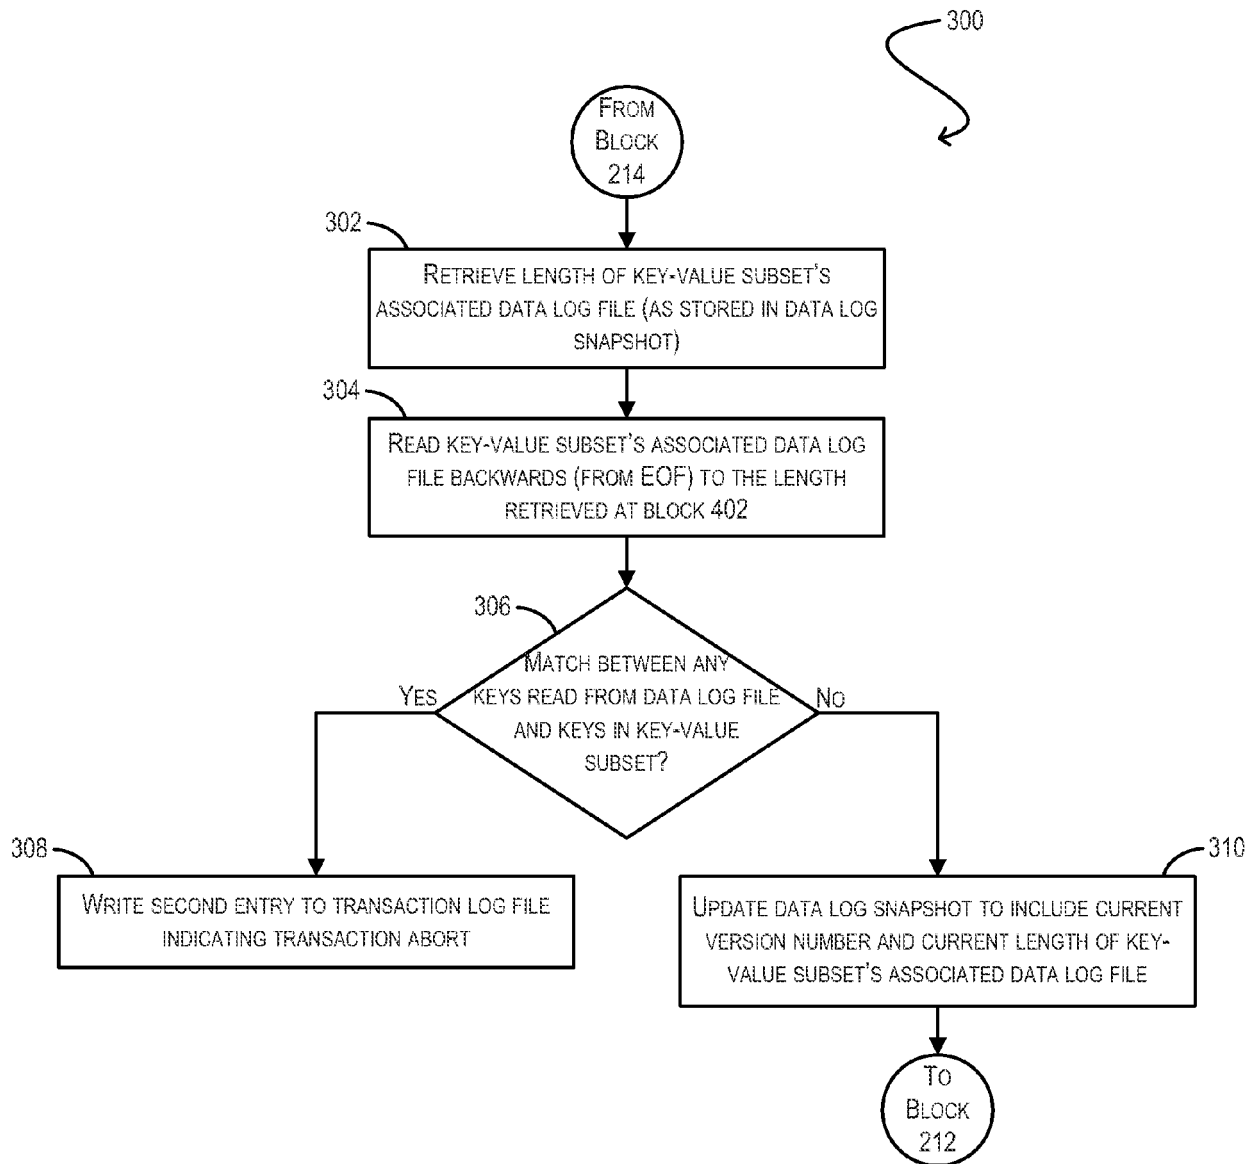 300
FROM
BLOCK
214
302
RETRIEVE LENGTH OF KEY-VALUE SUBSET'S
ASSOCIATED DATA LOG FILE (AS STORED IN DATA LOG
SNAPSHOT)
304
READ KEY-VALUE SUBSET'S ASSOCIATED DATA LOG
FILE BACKWARDS (FROM EOF) TO THE LENGTH
RETRIEVED AT BLOCK 402
306
MATCH BETWEEN ANY
KEYS READ FROM DATA LOG FILE
AND KEYS IN KEY-VALUE
SUBSET?
YES
NO
308
WRITE SECOND ENTRY TO TRANSACTION LOG FILE
INDICATING TRANSACTION ABORT
310
UPDATE DATA LOG SNAPSHOT TO INCLUDE CURRENT
VERSION NUMBER AND CURRENT LENGTH OF KEY-
VALUE SUBSET'S ASSOCIATED DATA LOG FILE
TO
BLOCK
212